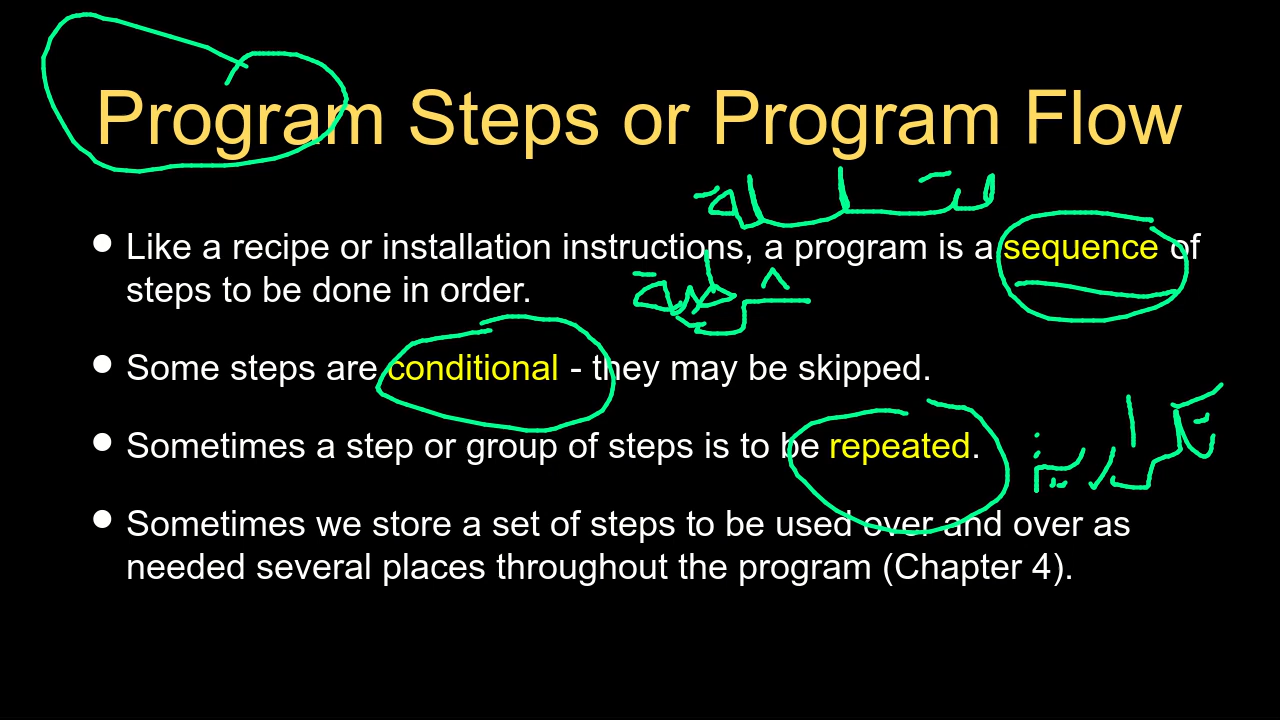 Program Steps or Program Flow
Like a recipe or installation instructions, a program is a sequence of
steps to be done in order.
Some steps are conditional - they may be skipped.
Sometimes a step or group of steps is to be repeated.
Sometimes we store a set of steps to be used over and over as
needed several places throughout the program (Chapter 4).